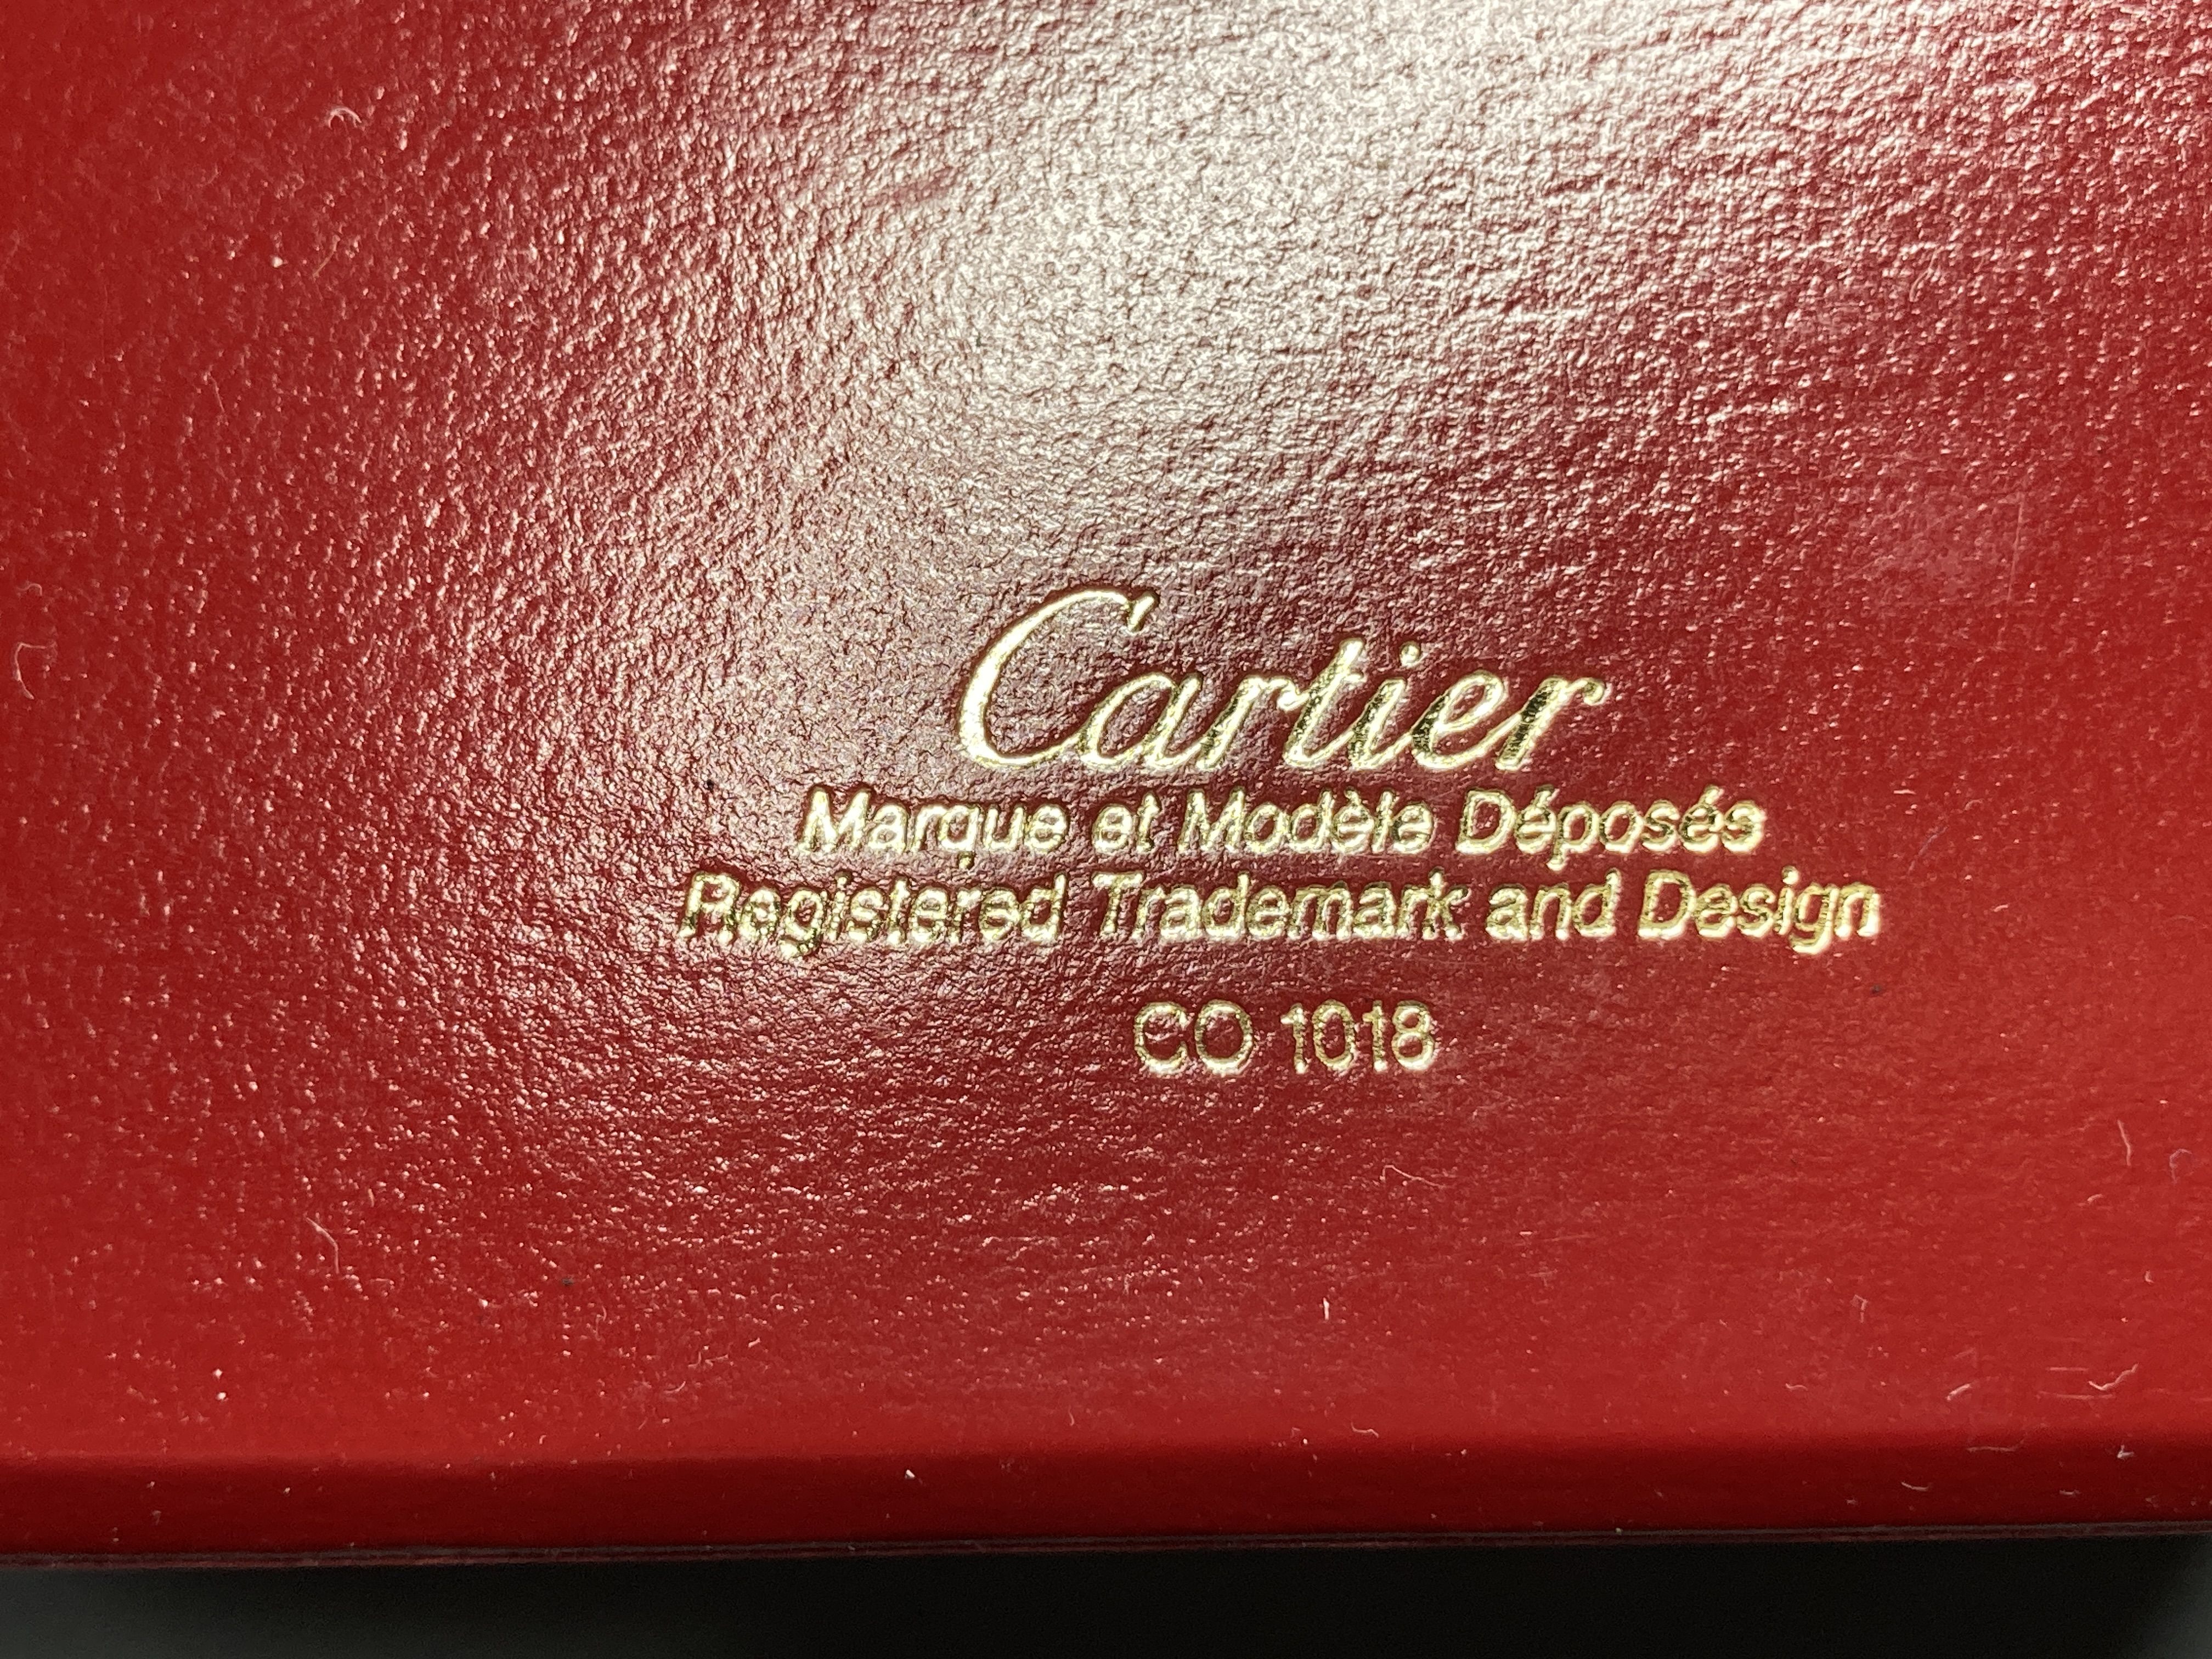 Cartier
Marque et Modèle Déposés
Registered Trademark and Design
CO 1018